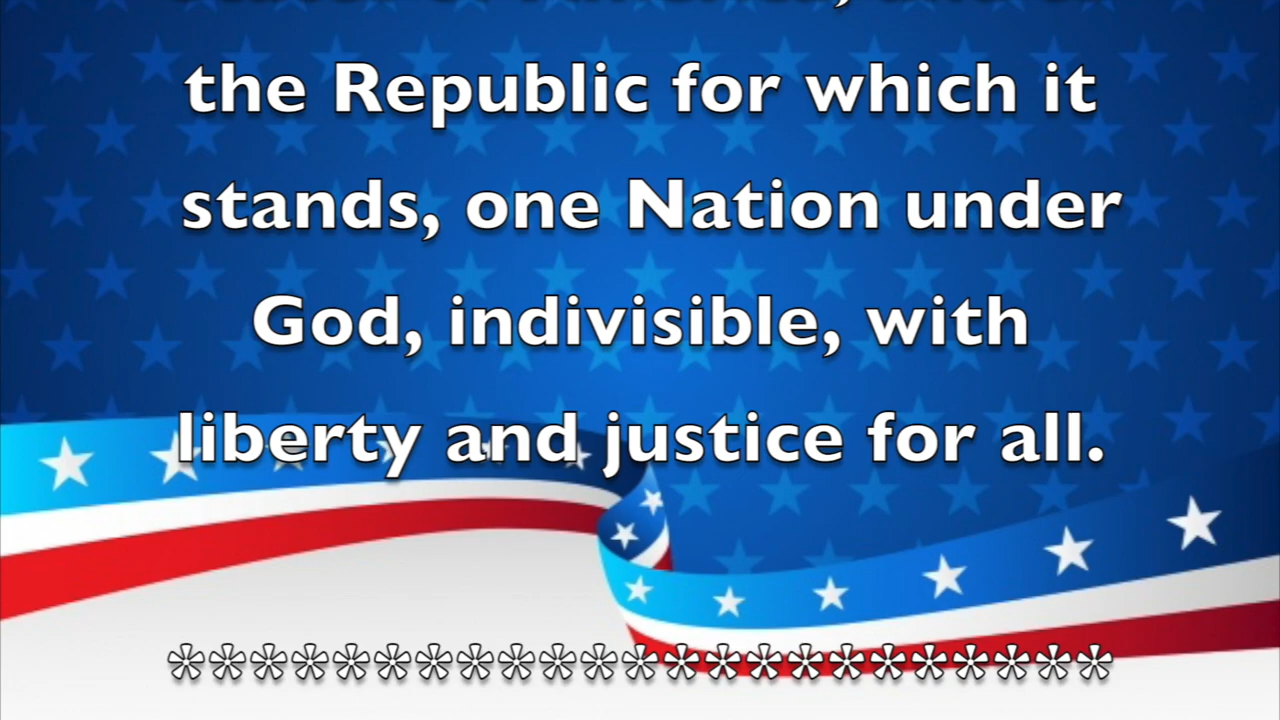 the Republic for which it
stands, one Nation under
God, indivisible, with
liberty and justice for all.
***********************